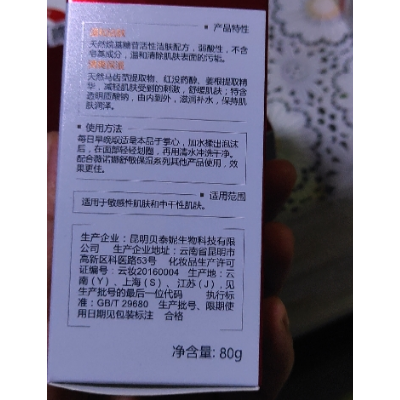 产品特性
天然烷基糖苷活性洁肤配方，弱酸性，不含
皂基成分，温和清除肌肤表面的污垢。
天然马齿苋提取物、红没药醇、姜根提取精
华，减轻肌肤受到的刺激，舒缓肌肤；特含
透明质酸钠，由内到外，滋润补水，保持肌
肤润泽。
使用方法
每日早晚取适量本品于掌心，加水揉出泡沫
后，在面部轻轻划圈，再用清水冲洗干净。
配合薇诺娜舒敏保湿系列其他产品使用，效
果更佳。
适用范围
适用于敏感性肌肤和中干性肌肤。
生产企业：昆明贝泰妮生物科技有限公
司 生产企业地址：云南省昆明市
高新区科医路53号 化妆品生产许可
证编号：云妆20160004 生产地：云
南（Y）、上海（S）、江苏（J），见
生产批号的最后一位代码 执行标
准：GB/T 29680 生产批号、限期使
用日期见包装标注 合格
净含量：80g